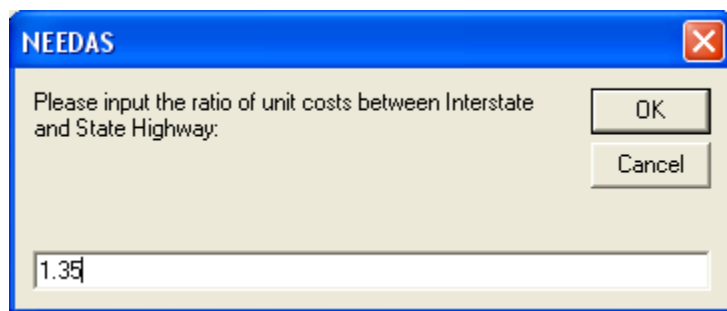 NEEDAS
Please input the ratio of unit costs between Interstate
and State Highway:
OK
Cancel
1.35